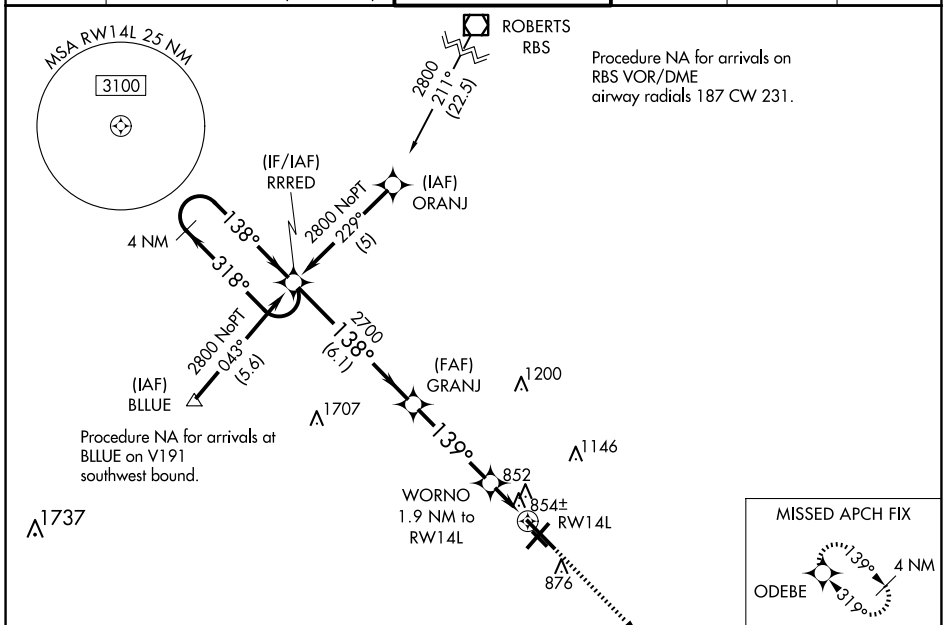 MSA RW14L 25 NM
3100
ROBERTS
RBS
2800
211°
(22.5)
Procedure NA for arrivals on
RBS VOR/DME
airway radials 187 CW 231.
(IF/IAF)
RRRED
(IAF)
ORANJ
2800 NoPT
229°
(5)
138°
4 NM
318°
2800 NoPT
043°
(5.6)
2700
138°
(6.1)
(IAF)
BLLUE
(FAF)
GRANJ
1200
1707
Procedure NA for arrivals at
BLLUE on V191
southwest bound.
139°
1146
852
WORNO
1.9 NM to
RW14L
854±
RW14L
1737
876
MISSED APCH FIX
139°
4 NM
ODEBE
319°